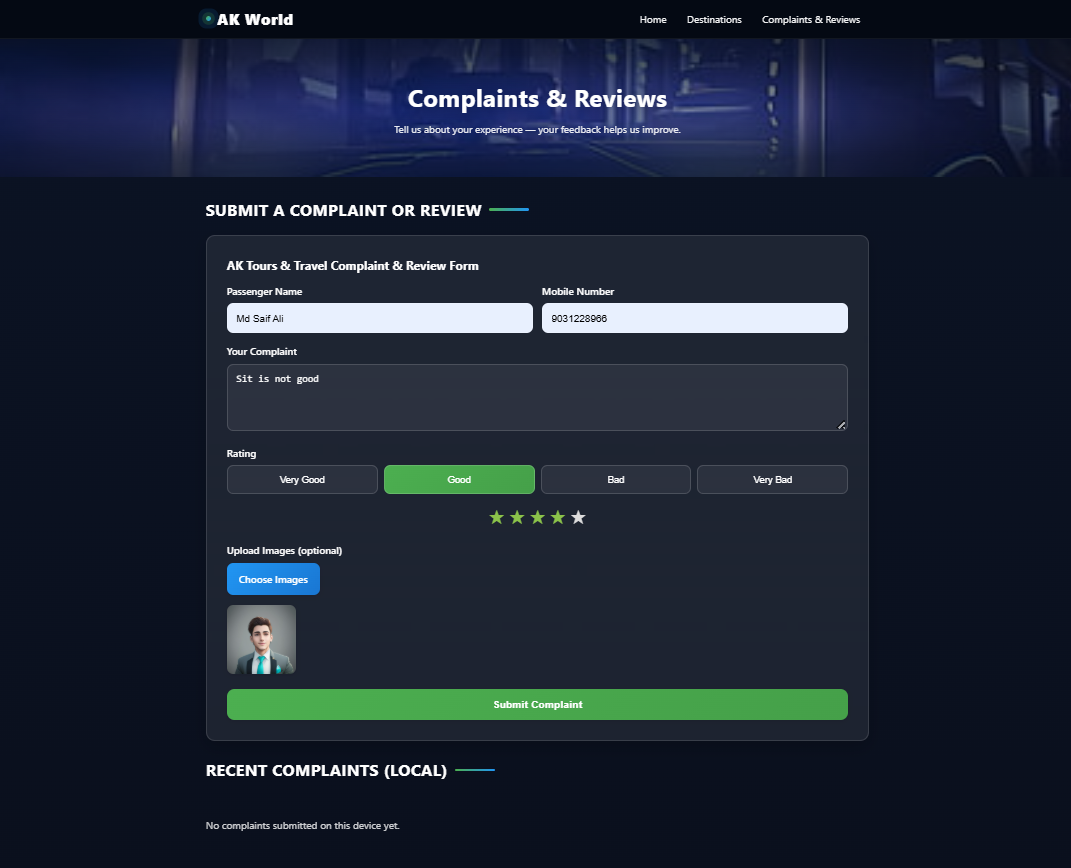 AK World
Home
Destinations
Complaints & Reviews
Complaints & Reviews
Tell us about your experience — your feedback helps us improve.
SUBMIT A COMPLAINT OR REVIEW
AK Tours & Travel Complaint & Review Form
Passenger Name
Mobile Number
Md Saif Ali
9031228966
Your Complaint
Sit is not good
Rating
Very Good
Good
Bad
Very Bad
Upload Images (optional)
Choose Images
Submit Complaint
RECENT COMPLAINTS (LOCAL)
No complaints submitted on this device yet.